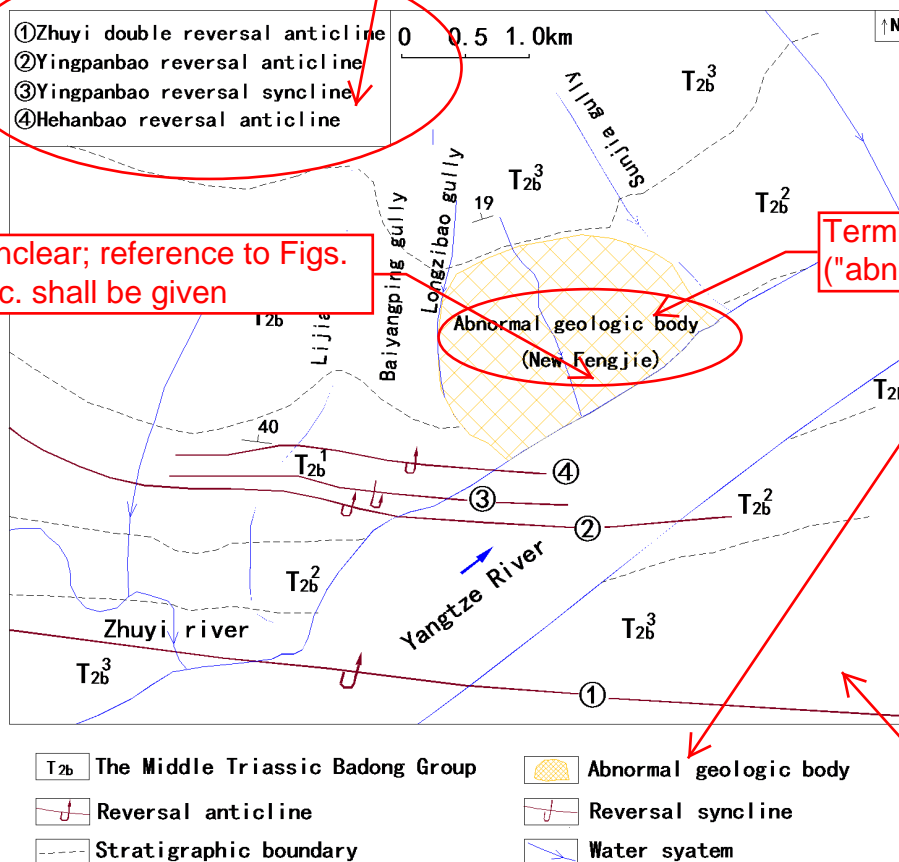 ①Zhuyi double reversal anticline
②Yingpanbao reversal anticline
③Yingpanbao reversal syncline
④Hehanbao reversal anticline
0 0.5 1.0km
↑N
T2b3
Sunjia gully
T2b3
19
T2b2
Longzibao gully
Baiyangping gully
nclear; reference to Figs.
c. shall be given
Term
("abn
T2b
Lijia
Abnormal geologic body
(New Fengjie)
T2
40
T2b1
④
③
②
T2b2
T2b2
Yangtze River
Zhuyi river
T2b3
T2b3
①
T2b The Middle Triassic Badong Group
Abnormal geologic body
Reversal anticline
Reversal syncline
Stratigraphic boundary
Water syatem